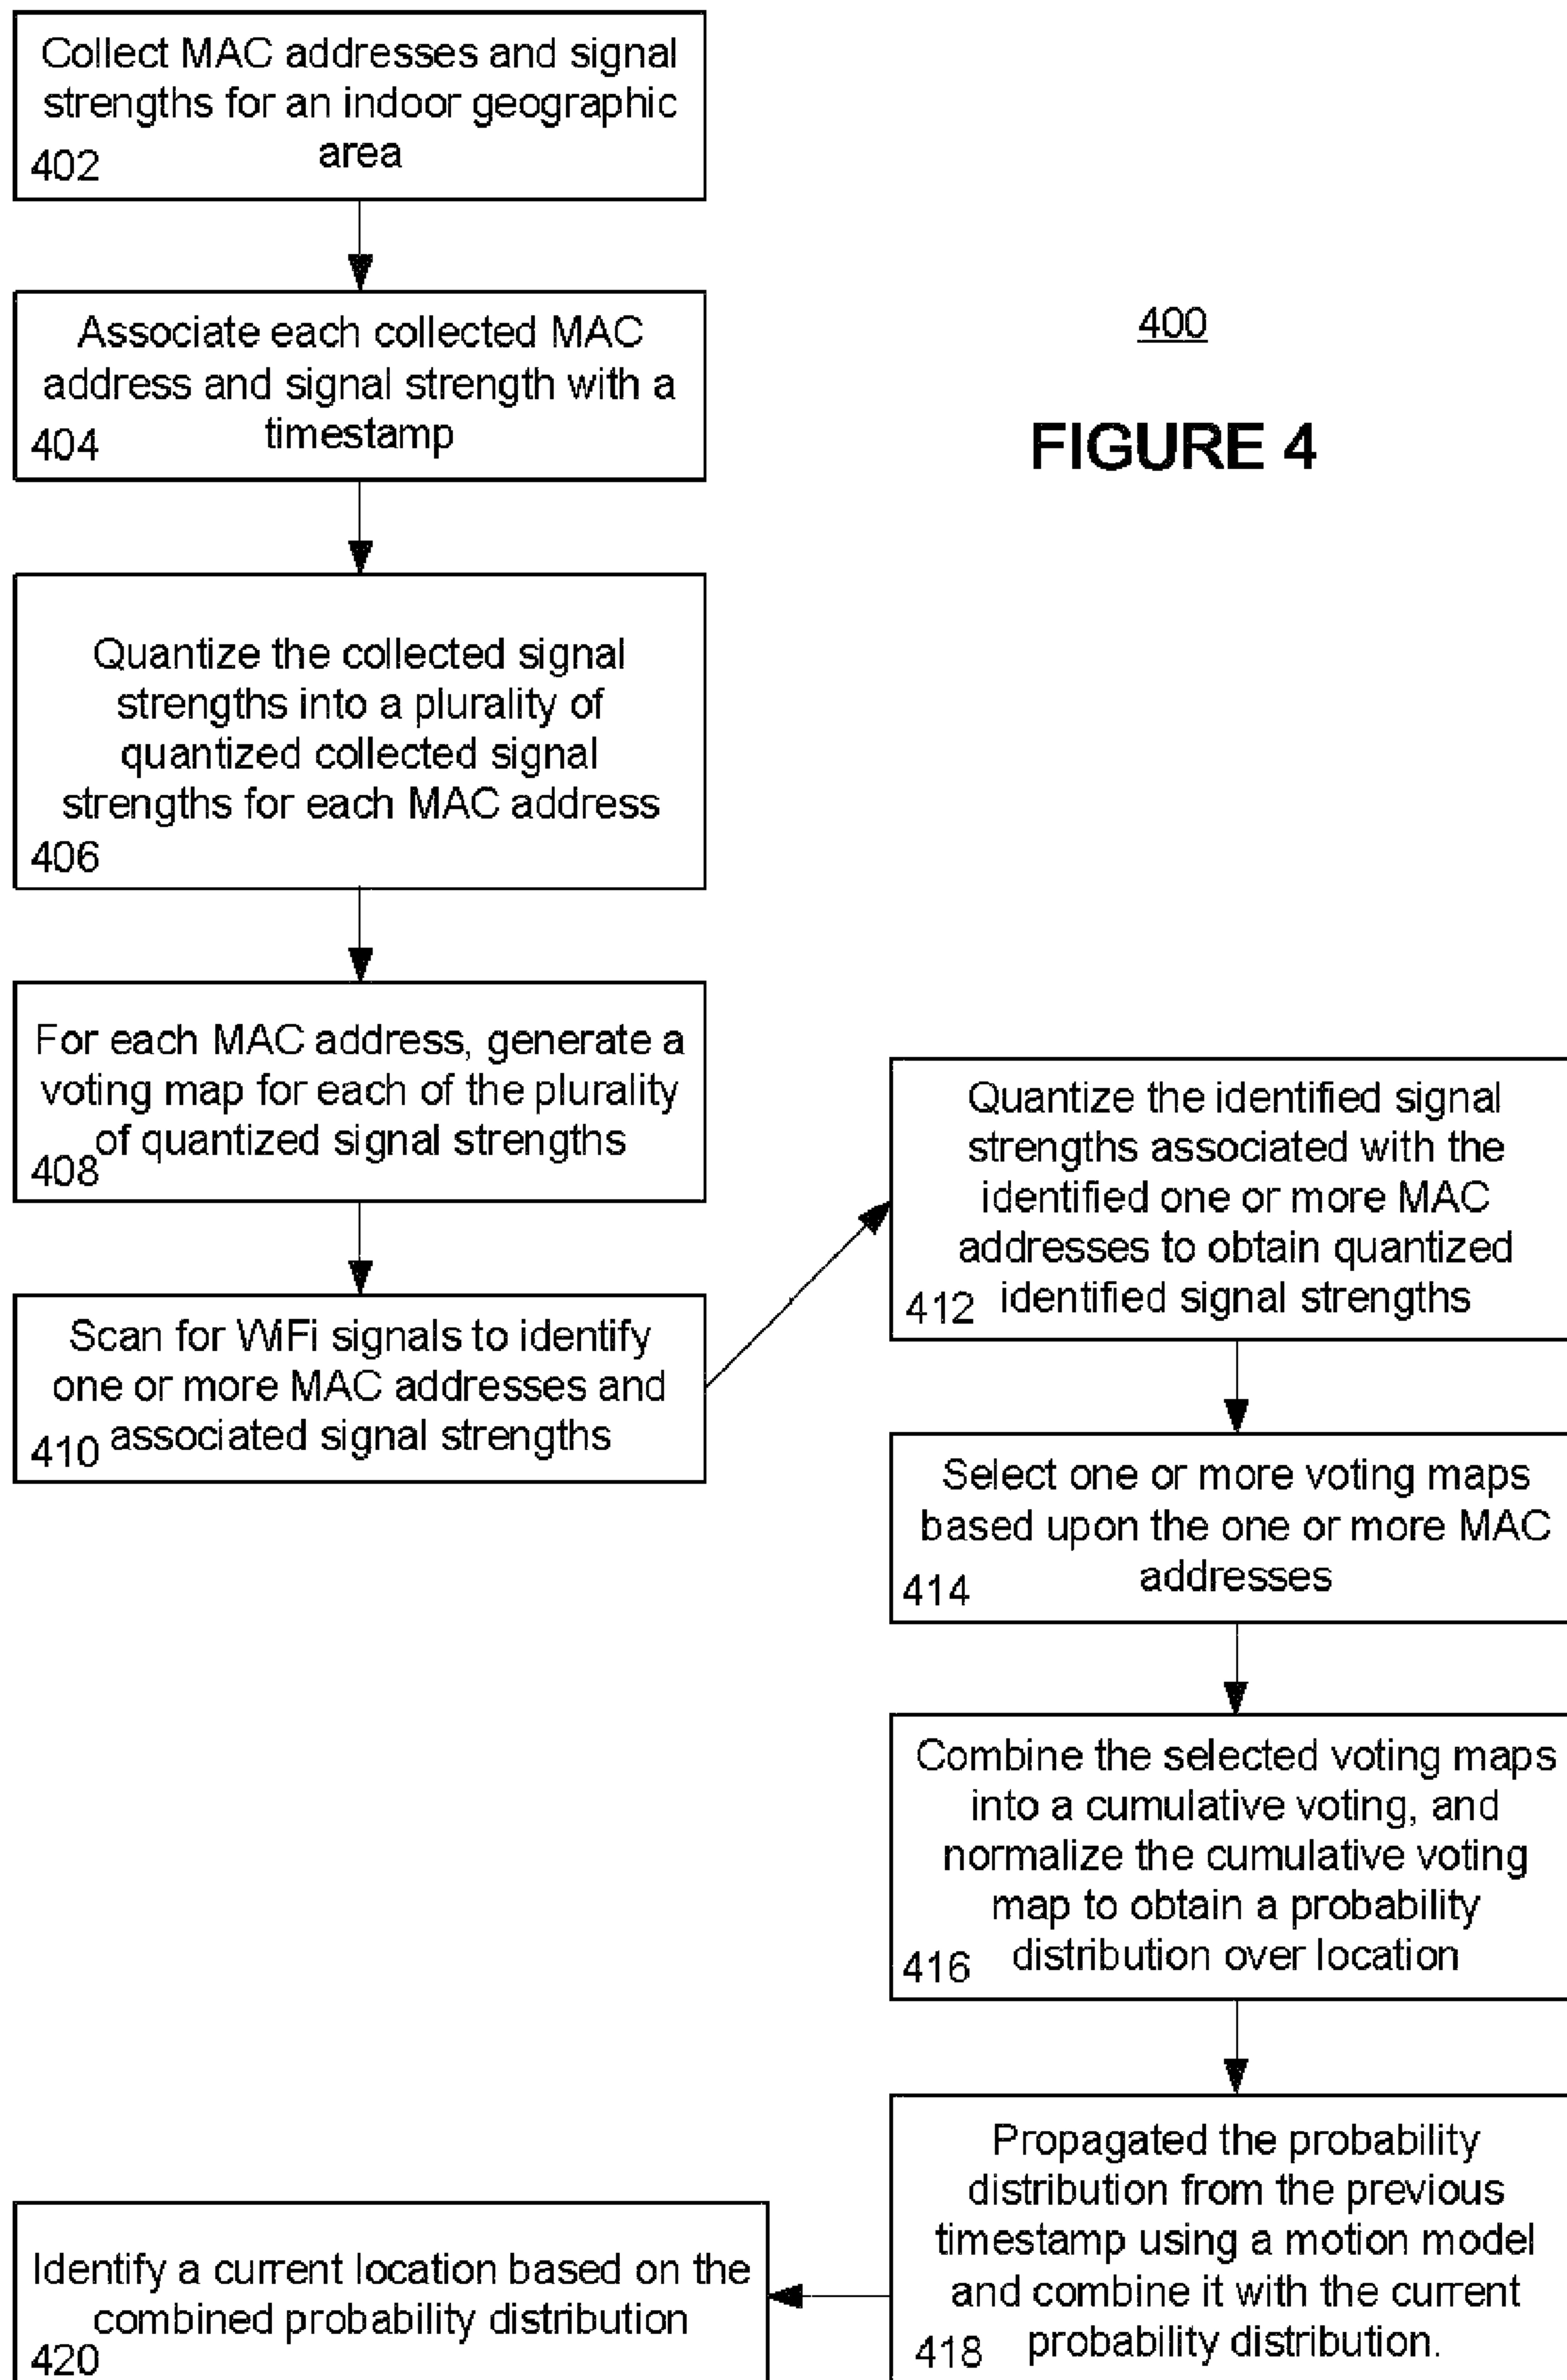 Collect MAC addresses and signal
strengths for an indoor geographic
area
402
Associate each collected MAC
address and signal strength with a
timestamp
404
400
FIGURE 4
Quantize the collected signal
strengths into a plurality of
quantized collected signal
strengths for each MAC address
406
For each MAC address, generate a
voting map for each of the plurality
of quantized signal strengths
408
Scan for WiFi signals to identify
one or more MAC addresses and
associated signal strengths
410
Quantize the identified signal
strengths associated with the
identified one or more MAC
addresses to obtain quantized
identified signal strengths
412
Select one or more voting maps
based upon the one or more MAC
addresses
414
Combine the selected voting maps
into a cumulative voting, and
normalize the cumulative voting
map to obtain a probability
distribution over location
416
Propagated the probability
distribution from the previous
timestamp using a motion model
and combine it with the current
probability distribution.
418
Identify a current location based on the
combined probability distribution
420